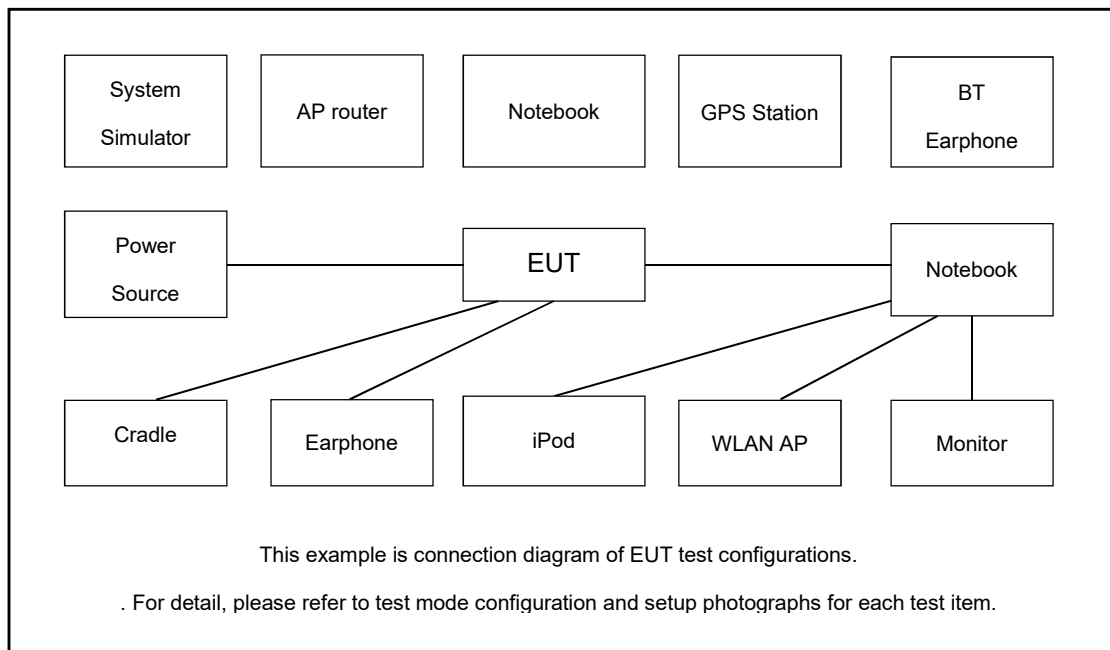 System
Simulator
AP router
Notebook
GPS Station
BT
Earphone
Power
Source
EUT
Notebook
Cradle
Earphone
iPod
WLAN AP
Monitor
This example is connection diagram of EUT test configurations.
. For detail, please refer to test mode configuration and setup photographs for each test item.